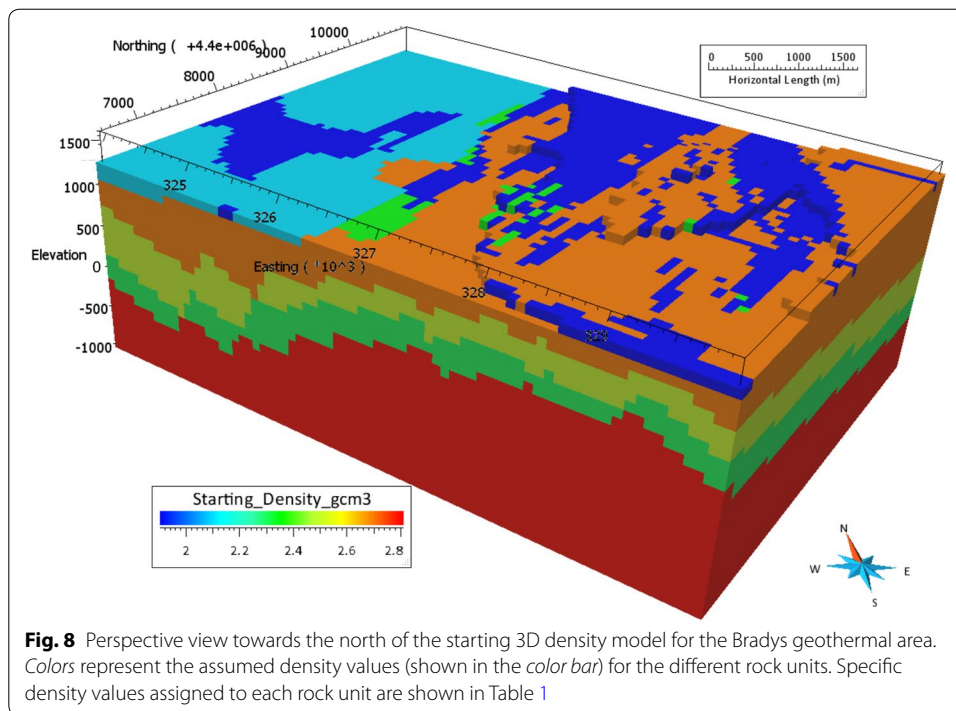 Northing ( +4.4e+006 )
7000 8000 9000 10000
0 500 1000 1500
Horizontal Length (m)
1500
1000
500
Elevation
0
-500
-1000
325
326
327
Easting ( *10^3 )
328
329
Starting_Density_gcm3
2 2.2 2.4 2.6 2.8
N
W E
S
Fig. 8 Perspective view towards the north of the starting 3D density model for the Bradys geothermal area.
Colors represent the assumed density values (shown in the color bar) for the different rock units. Specific
density values assigned to each rock unit are shown in Table 1